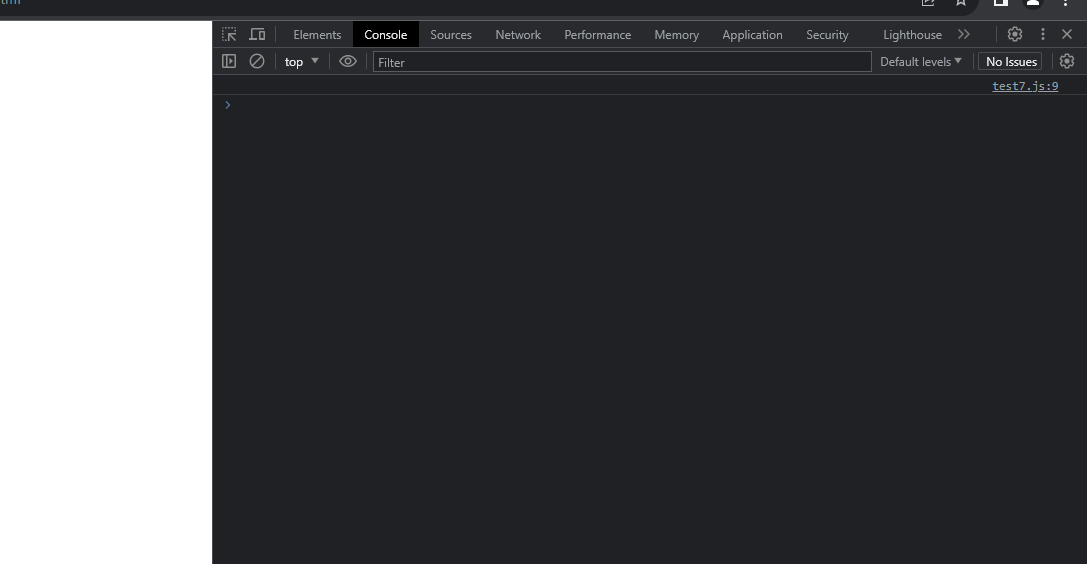 Elements Console Sources Network Performance Memory Application Security Lighthouse
top Filter Default levels No Issues
test7.js:9